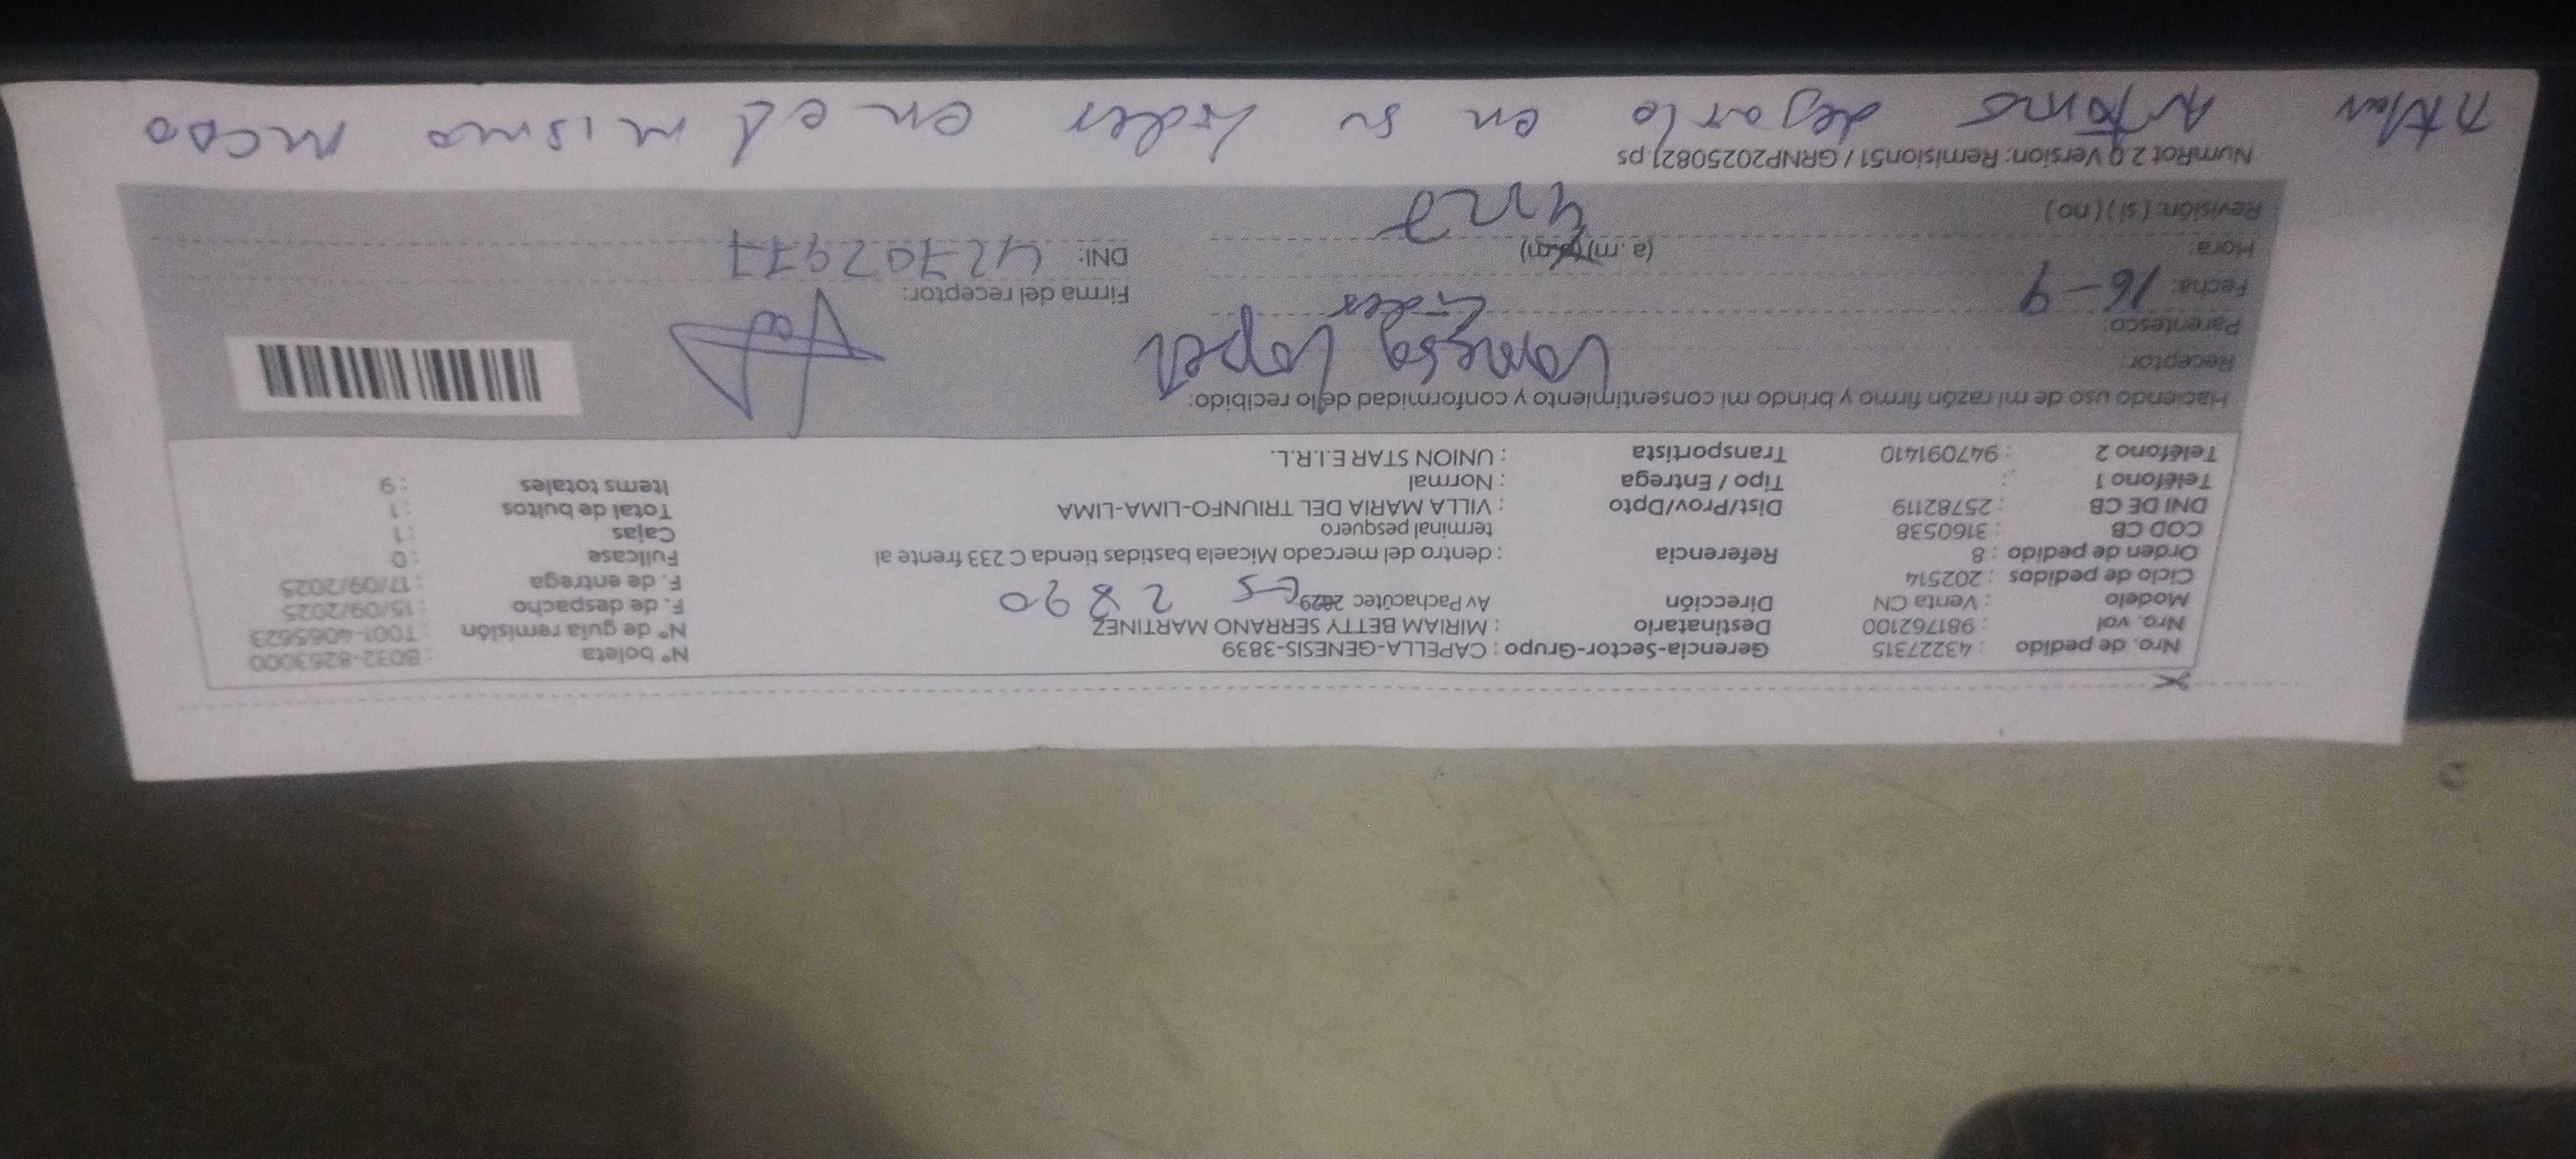 Nro. de pedido : 43227315 Gerencia-Sector-Grupo : CAPELLA-GENESIS-3839 N° boleta : B032-8263000
Nro. vol : 981762100 Destinatario : MIRIAM BETTY SERRANO MARTINEZ N° de guía remisión : T001-4065623
Modelo : Venta CN Dirección : Av Pachacútec 2829 es 2890 F. de despacho : 15/09/2025
Ciclo de pedidos : 202514 F. de entrega : 17/09/2025
Orden de pedido : 8 Referencia : dentro del mercado Micaela bastidas tienda C 233 frente al Fullcase : 0
COD CB : 3160538 terminal pesquero Cajas : 1
DNI DE CB : 25782119 Dist/Prov/Dpto : VILLA MARIA DEL TRIUNFO-LIMA-LIMA Total de bultos : 1
Teléfono 1 : Tipo / Entrega : Normal Items totales : 9
Teléfono 2 : 947091410 Transportista : UNION STAR E.I.R.L.
Haciendo uso de mi razón firmo y brindo mi consentimiento y conformidad de lo recibido:
Receptor: Lopez
Parentesco: Lider
Fecha: 16-9 Firma del receptor:
Hora: (a.m)(p.m) DNI:
Revisión: (si)(no)
NumRot 2.0 Version: Remision51 / GRNP20250821.ps
dejarlo en su lider en el mismo MCDO